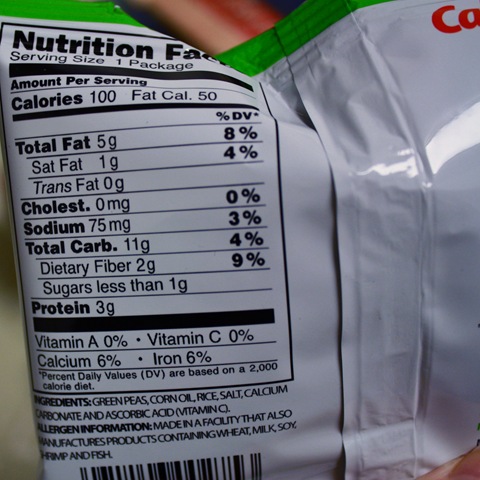 Nutrition
Serving Size 1 Package
Amount Per Serving
Calories 100 Fat Cal. 50
% DV*
Total Fat 5g 8%
Sat Fat 1g 4%
Trans Fat 0g
Cholest. 0mg 0%
Sodium 75mg 3%
Total Carb. 11g 4%
Dietary Fiber 2g 9%
Sugars less than 1g
Protein 3g
Vitamin A 0% • Vitamin C 0%
Calcium 6% • Iron 6%
*Percent Daily Values (DV) are based on a 2,000
calorie diet.
INGREDIENTS: GREEN PEAS, CORN OIL, RICE, SALT, CALCIUM
CARBONATE AND ASCORBIC ACID (VITAMIN C).
ALLERGEN INFORMATION: MADE IN A FACILITY THAT ALSO
MANUFACTURES PRODUCTS CONTAINING WHEAT, MILK, SOY,
SHRIMP AND FISH.